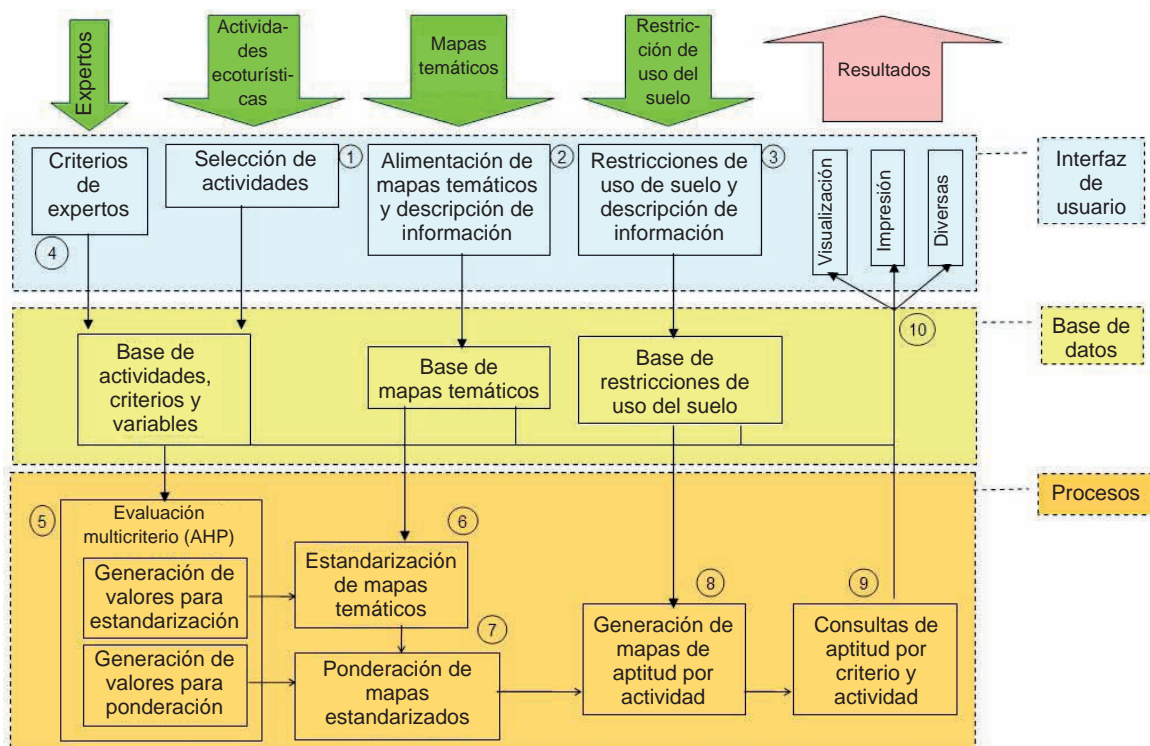 Expertos
Activida-
des
ecoturísti-
cas
Mapas
temáticos
Restric-
ción de
uso del
suelo
Resultados
Criterios
de
expertos
4
Selección de
actividades
1
Alimentación de
mapas temáticos
y descripción de
información
2
Restricciones de
uso de suelo y
descripción de
información
3
Visualización
Impresión
Diversas
Interfaz
de
usuario
10
Base de
actividades,
criterios y
variables
Base de
mapas temáticos
Base de
restricciones de
uso del suelo
Base de
datos
Procesos
5
Evaluación
multicriterio (AHP)
Generación de
valores para
estandarización
Generación de
valores para
ponderación
6
Estandarización
de mapas
temáticos
7
Ponderación de
mapas
estandarizados
8
Generación de
mapas de
aptitud por
actividad
9
Consultas de
aptitud por
criterio y
actividad